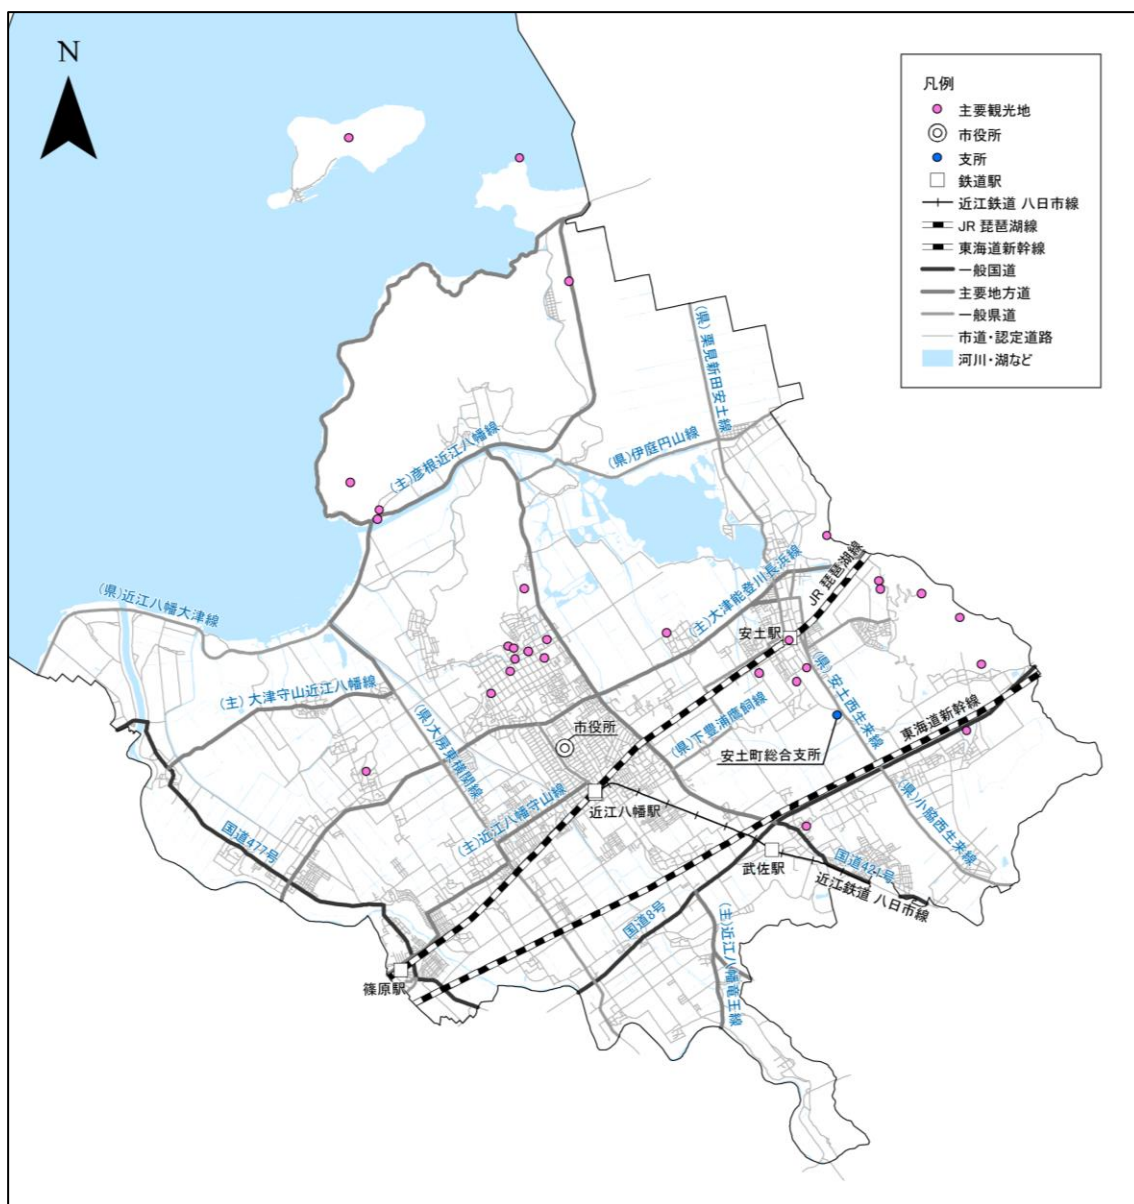 N
凡例
主要観光地
市役所
支所
鉄道駅
近江鉄道 八日市線
JR 琵琶湖線
東海道新幹線
一般国道
主要地方道
一般県道
市道・認定道路
河川・湖など
(県)栗見新田安土線
(主)彦根近江八幡線
(県)伊庭円山線
JR 琵琶湖線
(主)大津能登川長浜線
(県)近江八幡大津線
安土駅
(主)大津守山近江八幡線
(県)安土西生来線
(県)大房東横関線
(県)下豊浦鷹飼線
東海道新幹線
市役所
安土町総合支所
(主)近江八幡守山線
近江八幡駅
(県)小脇西生来線
国道477号
武佐駅
国道421号
近江鉄道 八日市線
国道8号
(主)近江八幡竜王線
篠原駅